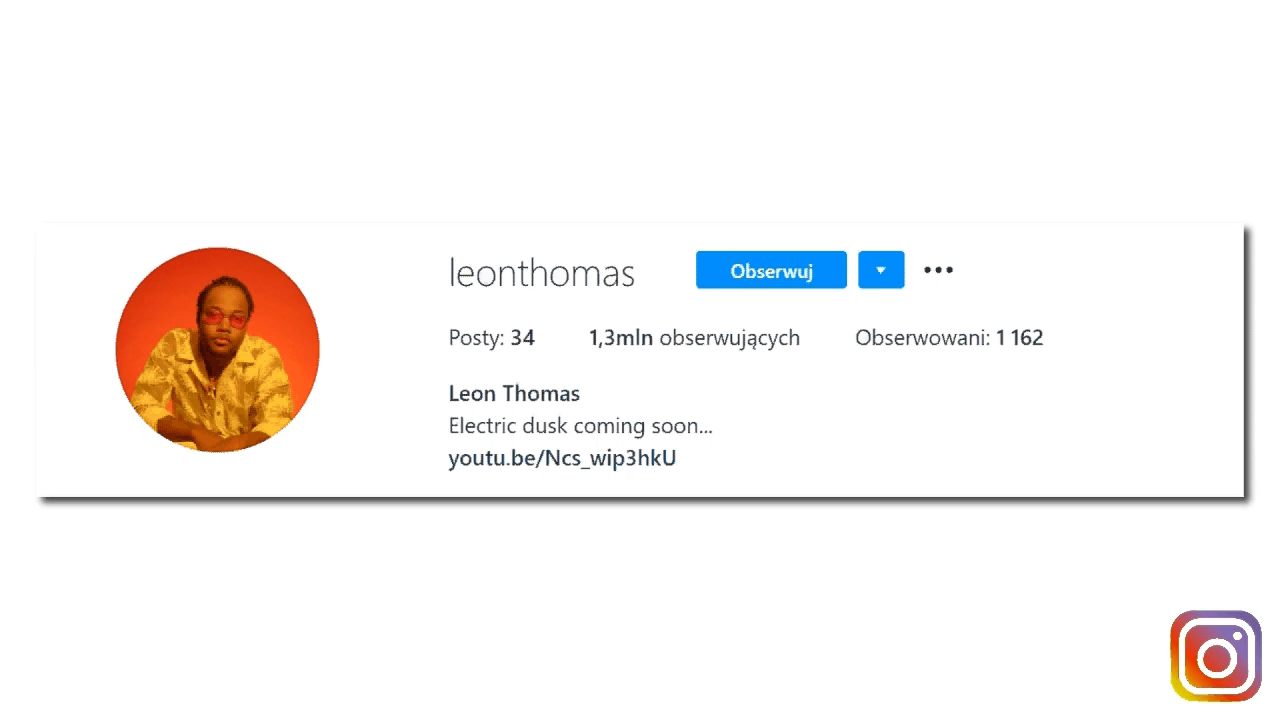 leonthomas Obserwuj
Posty: 34 1,3mln obserwujących Obserwowani: 1 162
Leon Thomas
Electric dusk coming soon...
youtu.be/Ncs_wip3hkU